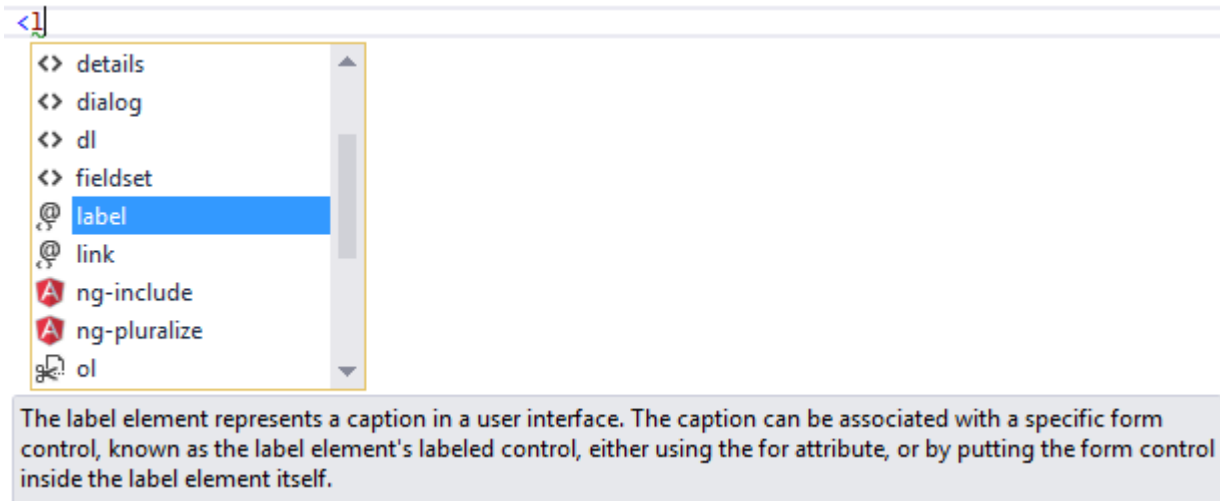 <l
<> details
<> dialog
<> dl
<> fieldset
label
link
ng-include
ng-pluralize
ol
The label element represents a caption in a user interface. The caption can be associated with a specific form
control, known as the label element's labeled control, either using the for attribute, or by putting the form control
inside the label element itself.